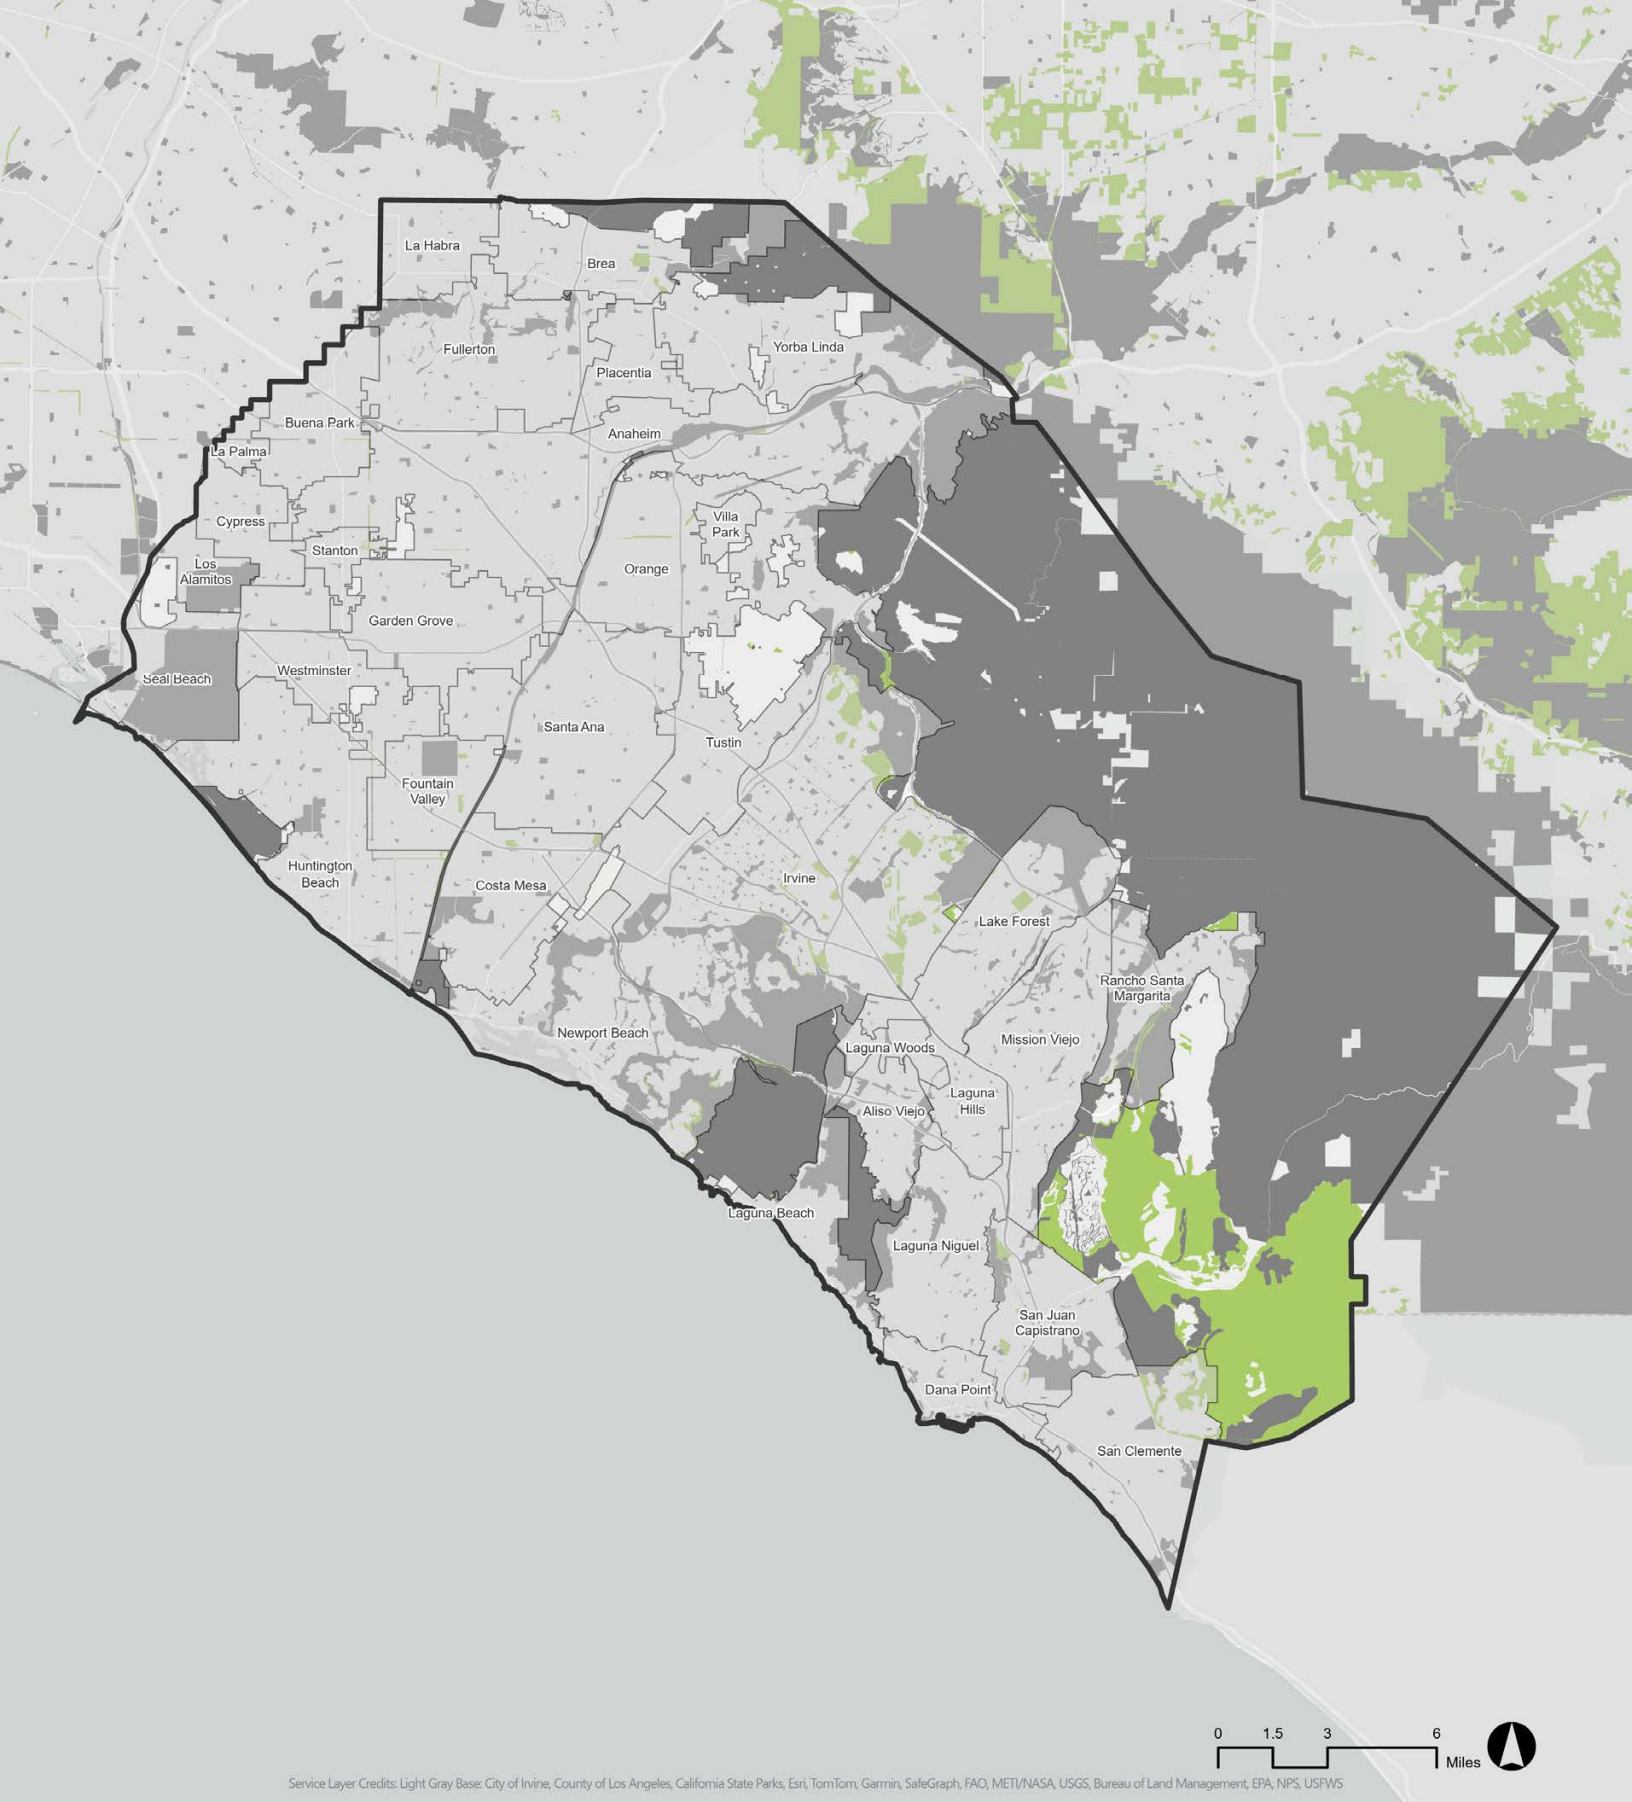 La Habra
Brea
Fullerton
Yorba Linda
Placentia
Buena Park
Anaheim
La Palma
Cypress
Villa
Park
Stanton
Los
Alamitos
Orange
Garden Grove
Westminster
Seal Beach
Santa Ana
Tustin
Fountain
Valley
Huntington
Beach
Costa Mesa
Irvine
Lake Forest
Rancho Santa
Margarita
Newport Beach
Laguna Woods
Mission Viejo
Laguna
Hills
Aliso Viejo
Laguna Beach
Laguna Niguel
San Juan
Capistrano
Dana Point
San Clemente
0 1.5 3 6
Miles
Service Layer Credits: Light Gray Base: City of Irvine, County of Los Angeles, California State Parks, Esri, TomTom, Garmin, SafeGraph, FAO, METI/NASA, USGS, Bureau of Land Management, EPA, NPS, USFWS